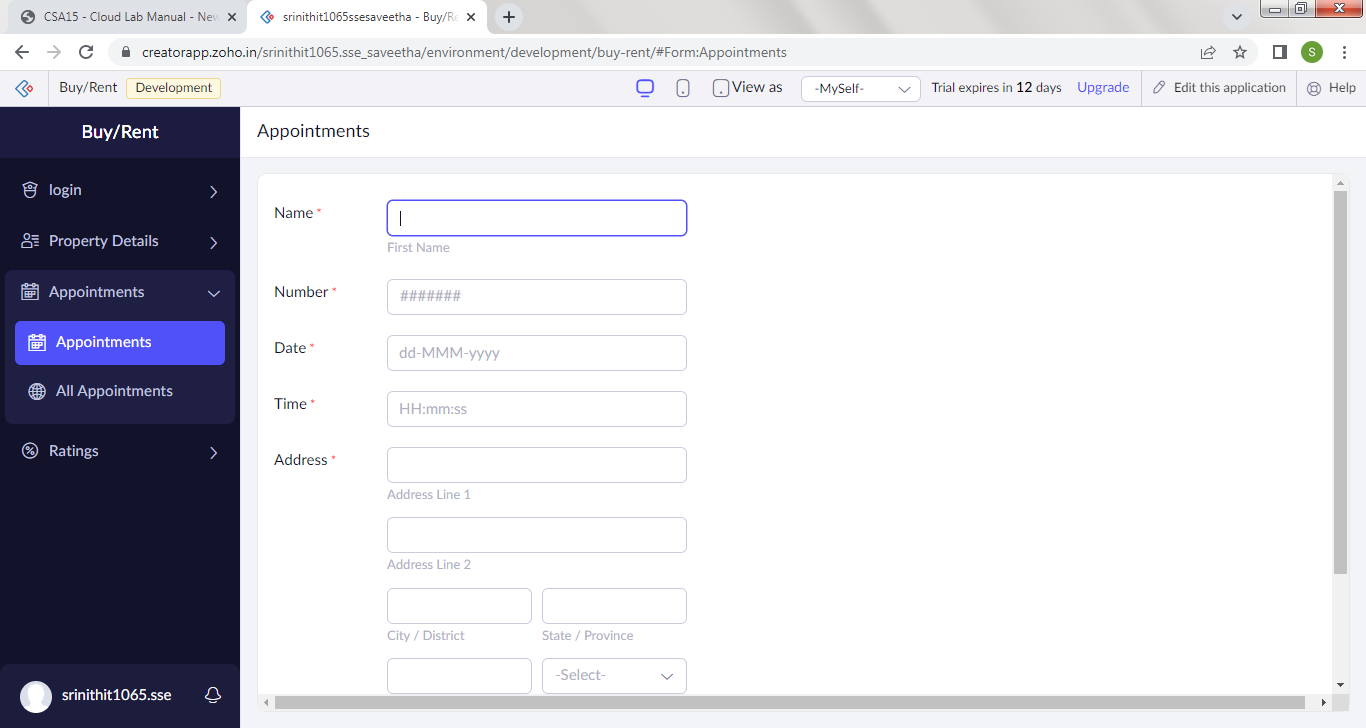 CSA15 - Cloud Lab Manual - New
srinithit1065ssesaveetha - Buy/Re
creatorapp.zoho.in/srinithit1065.sse_saveetha/environment/development/buy-rent/#Form:Appointments
S
Buy/Rent Development View as -MySelf- Trial expires in 12 days Upgrade Edit this application Help
Buy/Rent
login
Property Details
Appointments
Appointments
All Appointments
Ratings
srinithit1065.sse
Appointments
Name *
First Name
Number * #######
Date * dd-MMM-yyyy
Time * HH:mm:ss
Address *
Address Line 1
Address Line 2
City / District State / Province
-Select-